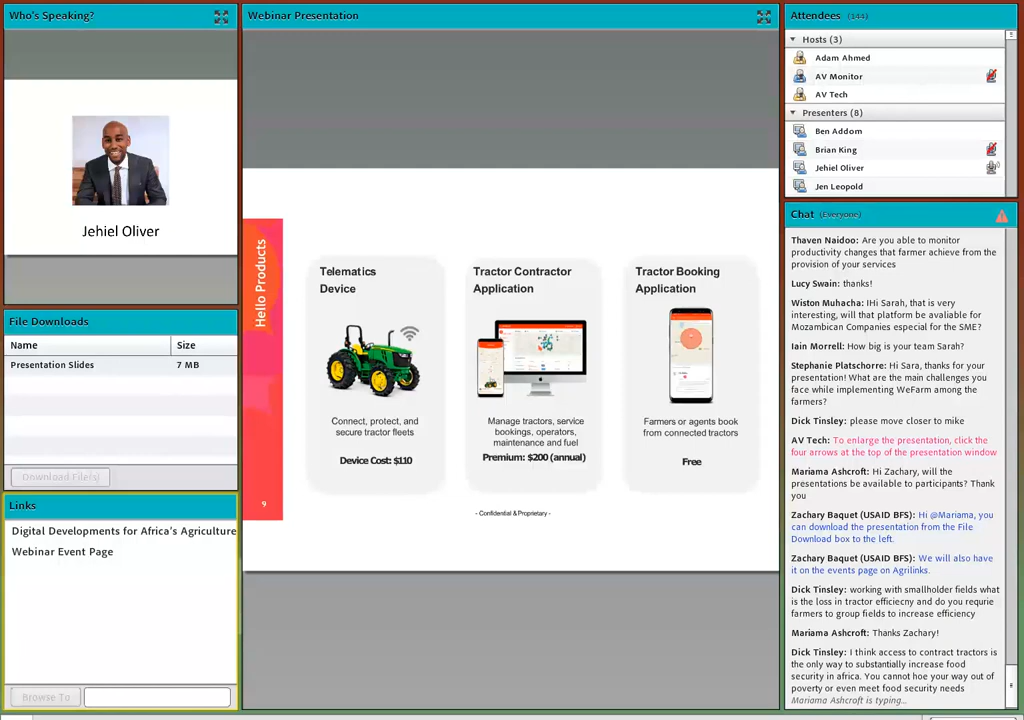 Who's Speaking?
Jehiel Oliver
File Downloads
Name Size
Presentation Slides 7 MB
Download File(s)
Links
Digital Developments for Africa's Agriculture
Webinar Event Page
Browse To
Webinar Presentation
Hello Products
9
Telematics
Device
Connect, protect, and
secure tractor fleets
Device Cost: $110
Tractor Contractor
Application
Manage tractors, service
bookings, operators,
maintenance and fuel
Premium: $200 (annual)
Tractor Booking
Application
Farmers or agents book
from connected tractors
Free
- Confidential & Proprietary -
Attendees (144)
Hosts (3)
Adam Ahmed
AV Monitor
AV Tech
Presenters (8)
Ben Addom
Brian King
Jehiel Oliver
Jen Leopold
Chat (Everyone)
Thaven Naidoo: Are you able to monitor
productivity changes that farmer achieve from the
provision of your services
Lucy Swain: thanks!
Wiston Muhacha: IHi Sarah, that is very
interesting, will that platform be avaliable for
Mozambican Companies especial for the SME?
Iain Morrell: How big is your team Sarah?
Stephanie Platschorre: Hi Sara, thanks for your
presentation! What are the main challenges you
face while implementing WeFarm among the
farmers?
Dick Tinsley: please move closer to mike
AV Tech: To enlarge the presentation, click the
four arrows at the top of the presentation window
Mariama Ashcroft: Hi Zachary, will the
presentations be available to participants? Thank
you
Zachary Baquet (USAID BFS): Hi @Mariama, you
can download the presentation from the File
Download box to the left.
Zachary Baquet (USAID BFS): We will also have
it on the events page on Agrilinks.
Dick Tinsley: working with smallholder fields what
is the loss in tractor efficiecny and do you requrie
farmers to group fields to increase efficiency
Mariama Ashcroft: Thanks Zachary!
Dick Tinsley: I think access to contract tractors is
the only way to substantially increase food
security in africa. You cannot hoe your way out of
poverty or even meet food security needs
Mariama Ashcroft is typing...